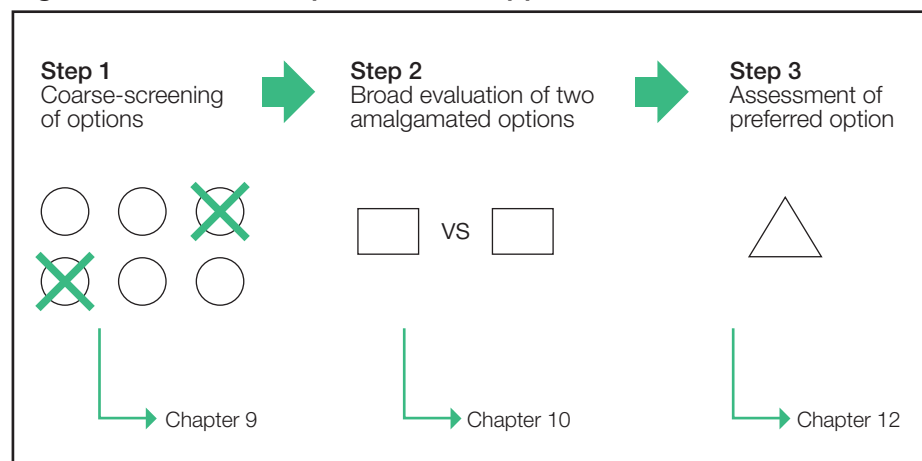 Step 1
Coarse-screening
of options
Step 2
Broad evaluation of two
amalgamated options
Step 3
Assessment of
preferred option
VS
Chapter 9
Chapter 10
Chapter 12